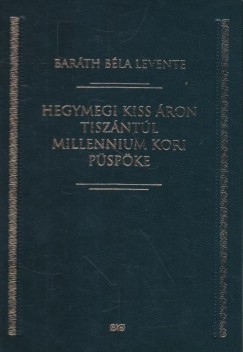 BARÁTH BÉLA LEVENTE
HEGYMEGI KISS ÁRON
TISZÁNTÚL
MILLENNIUM KORI
PÜSPÖKE